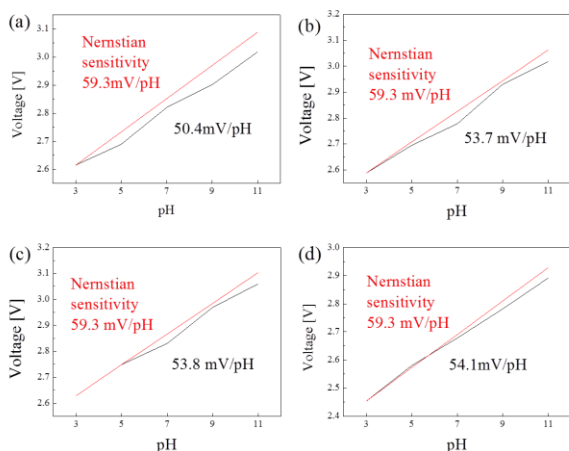 (a)
Nernstian
sensitivity
59.3mV/pH
50.4mV/pH
Voltage [V]
3.1
3.0
2.9
2.8
2.7
2.6
3 5 7 9 11
pH
(b)
Nernstian
sensitivity
59.3 mV/pH
53.7 mV/pH
Voltage [V]
3.2
3.1
3.0
2.9
2.8
2.7
2.6
3 5 7 9 11
pH
(c)
Nernstian
sensitivity
59.3 mV/pH
53.8 mV/pH
Voltage [V]
3.2
3.1
3.0
2.9
2.8
2.7
2.6
3 5 7 9 11
pH
(d)
Nernstian
sensitivity
59.3 mV/pH
54.1mV/pH
Voltage [V]
3.0
2.9
2.8
2.7
2.6
2.5
2.4
3 5 7 9 11
pH